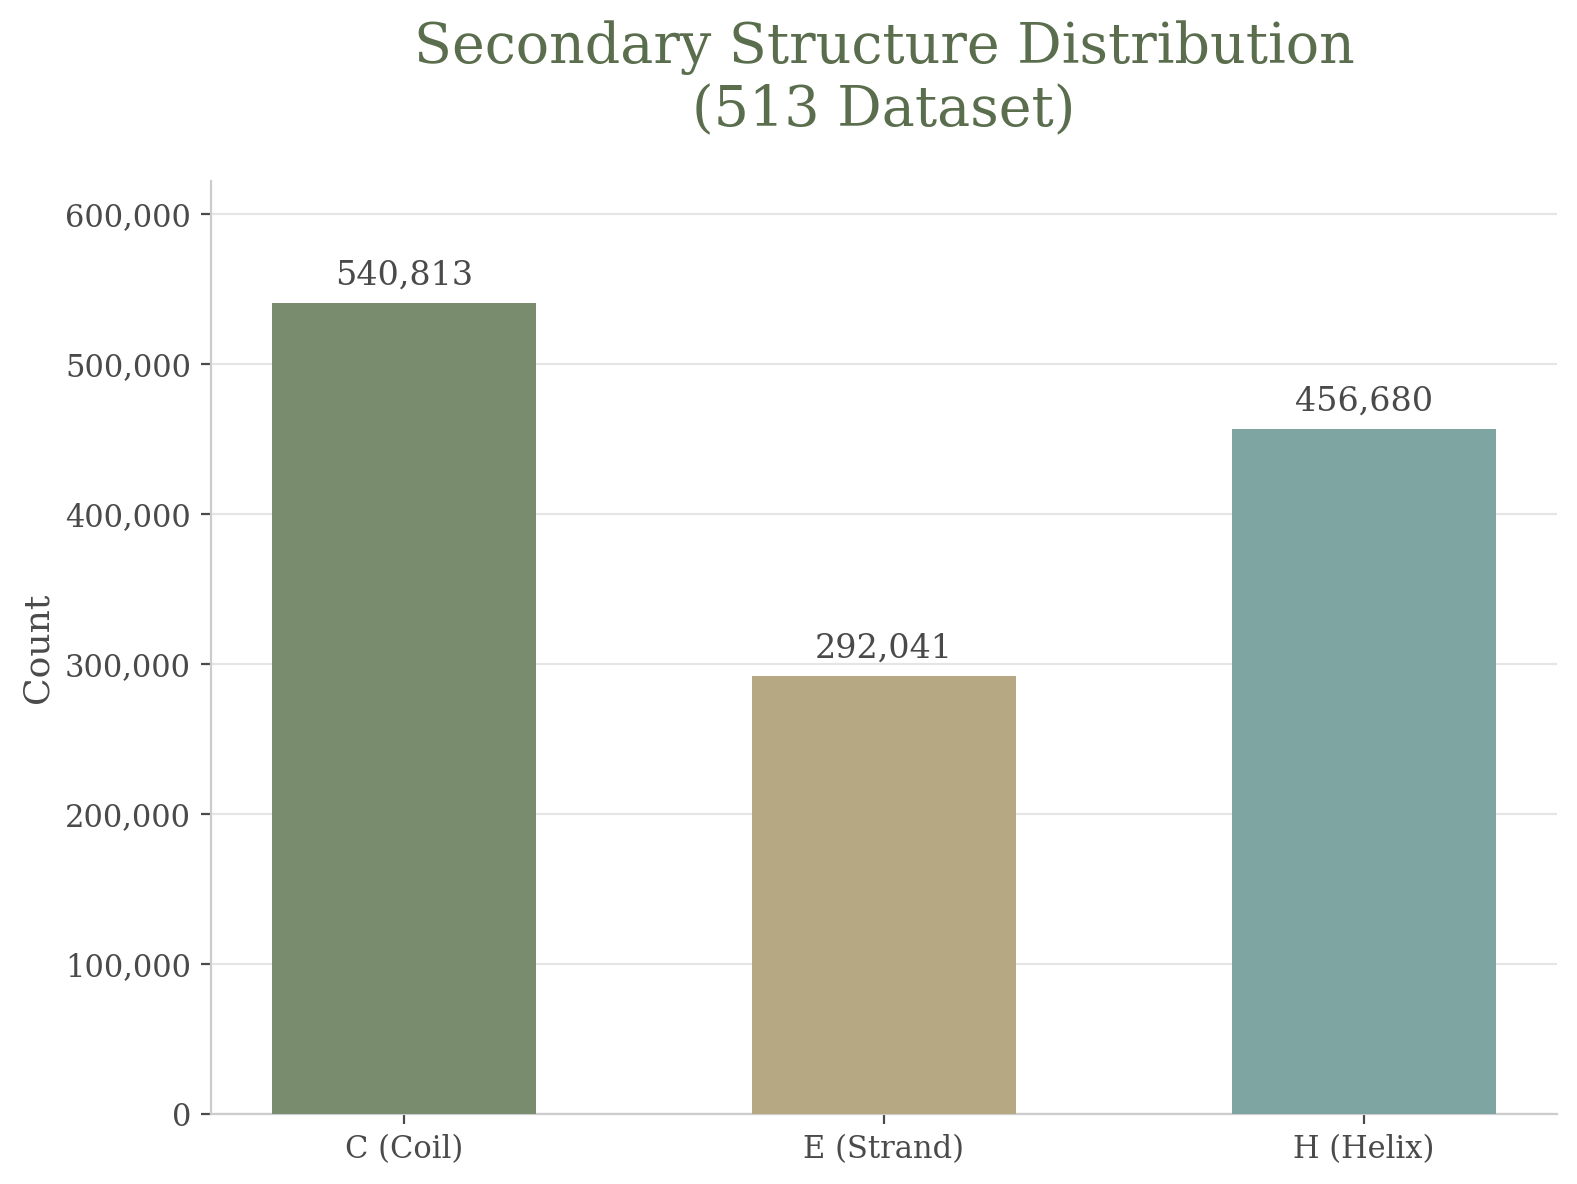 Secondary Structure Distribution
(513 Dataset)
600,000
540,813
500,000
456,680
400,000
292,041
300,000
Count
200,000
100,000
0
C (Coil)
E (Strand)
H (Helix)